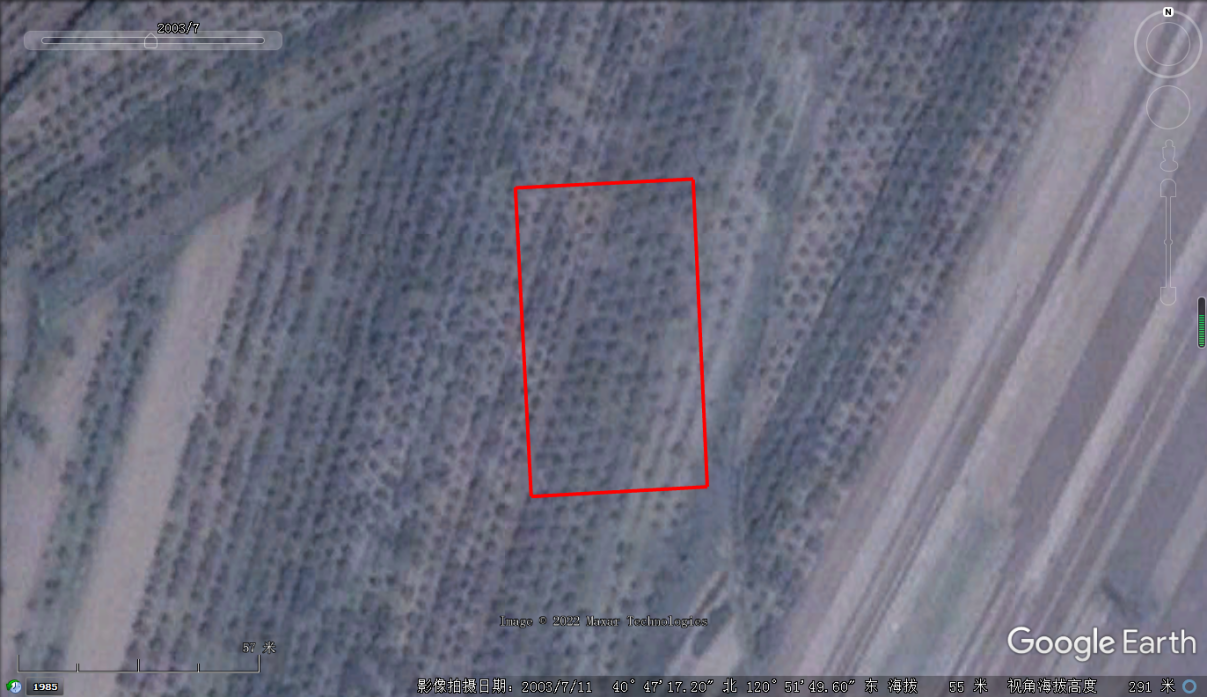 2003/7
N
Image © 2022 Maxar Technologies
57 米
Google Earth
1985
影像拍摄日期: 2003/7/11 40° 47'17.20" 北 120° 51'49.60" 东 海拔 55 米 视角海拔高度 291 米